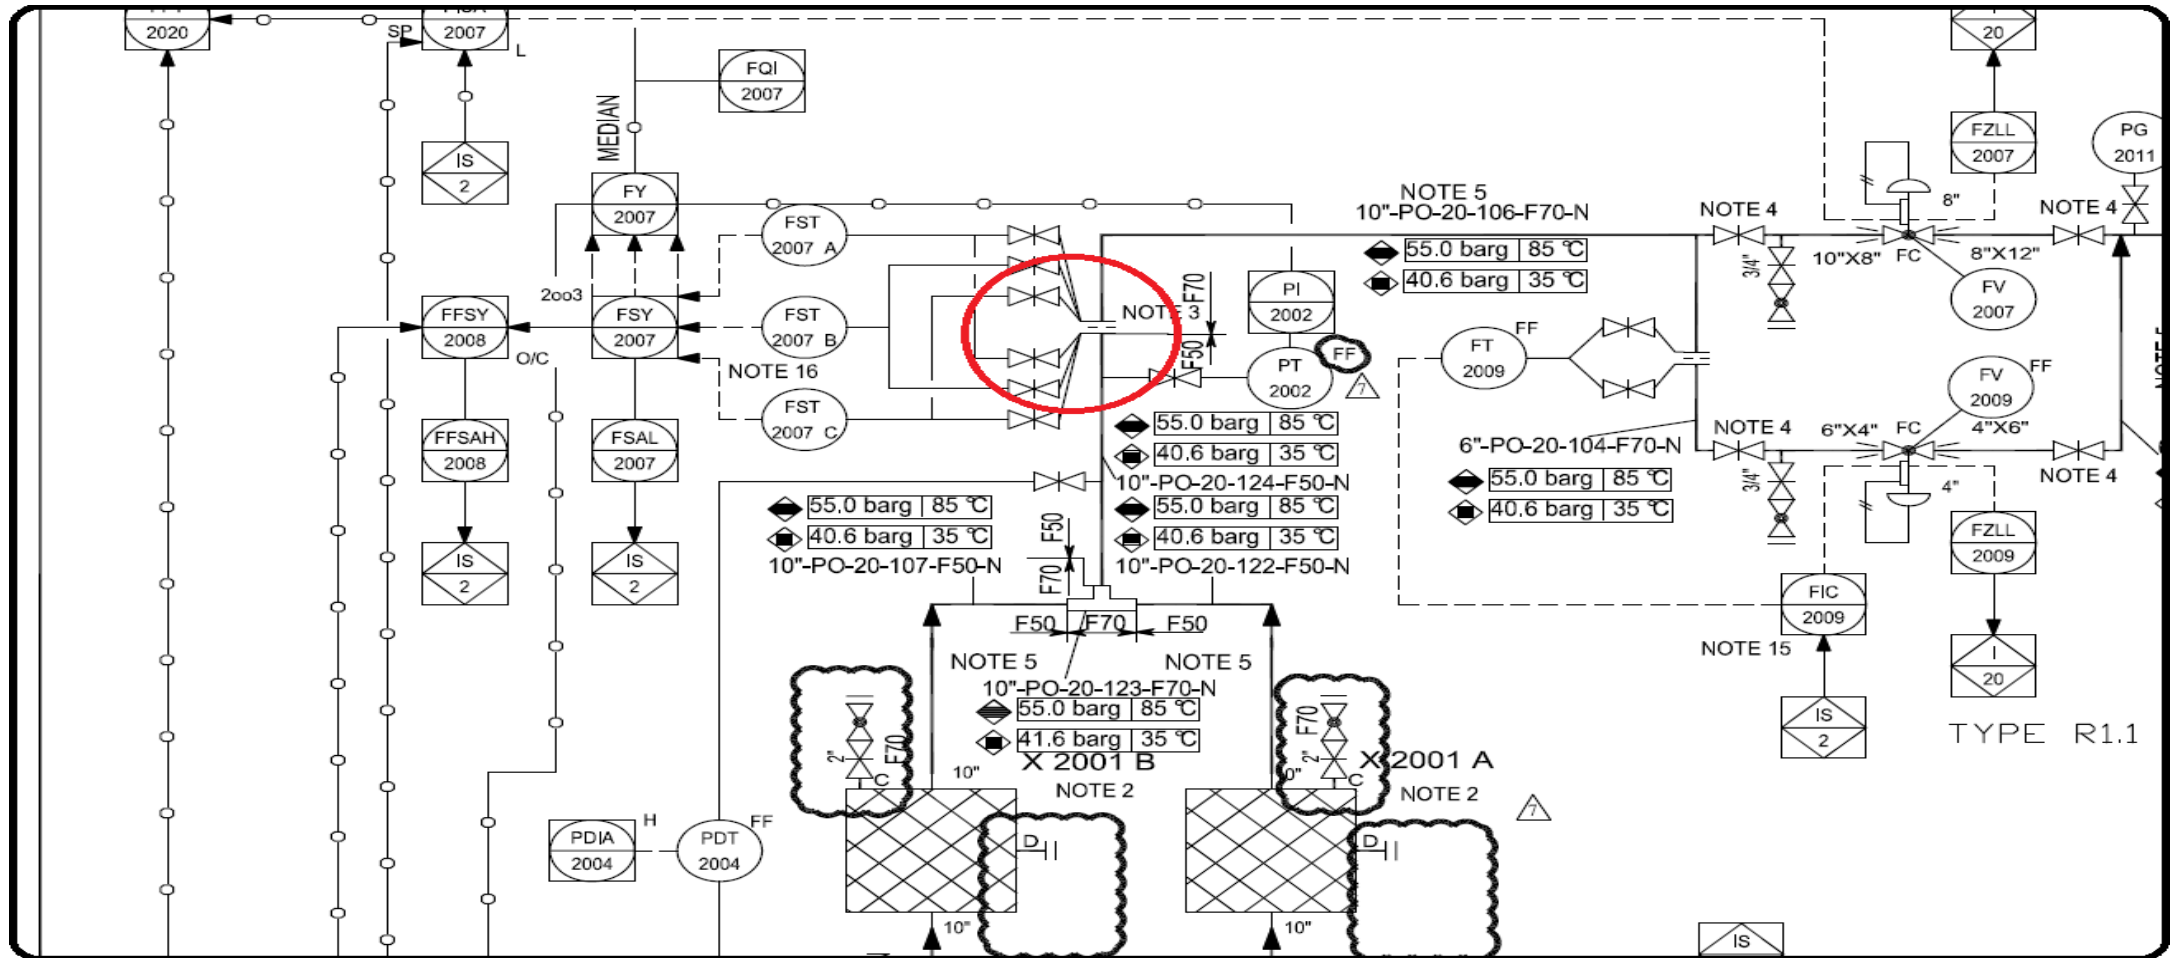 2020
SP
2007
L
20
FQI
2007
MEDIAN
IS
2
FZLL
2007
PG
2011
FY
2007
FST
2007 A
NOTE 5
10"-PO-20-106-F70-N
55.0 barg 85 °C
40.6 barg 35 °C
NOTE 4
8"
NOTE 4
3/4"
10"X8"
FC
8"X12"
FV
2007
2oo3
FFSY
2008
O/C
FSY
2007
FST
2007 B
NOTE 16
FST
2007 C
NOTE 3
F70
F50
PI
2002
PT
2002
FF
7
FT
2009
FF
FV
2009
FF
6"-PO-20-104-F70-N
55.0 barg 85 °C
40.6 barg 35 °C
NOTE 4
6"X4"
FC
4"X6"
NOTE 4
3/4"
4"
FFSAH
2008
FSAL
2007
55.0 barg 85 °C
40.6 barg 35 °C
10"-PO-20-124-F50-N
55.0 barg 85 °C
40.6 barg 35 °C
10"-PO-20-107-F50-N
F50
F70
55.0 barg 85 °C
40.6 barg 35 °C
10"-PO-20-122-F50-N
IS
2
IS
2
FZLL
2009
FIC
2009
NOTE 15
F50 F70 F50
NOTE 5
NOTE 5
10"-PO-20-123-F70-N
55.0 barg 85 °C
41.6 barg 35 °C
X 2001 B
NOTE 2
2"
F70
C
10"
F70
2"
C
0"
X 2001 A
NOTE 2
7
I
20
IS
2
TYPE R1.1
PDIA
2004
H
PDT
2004
FF
D
D
10"
10"
IS